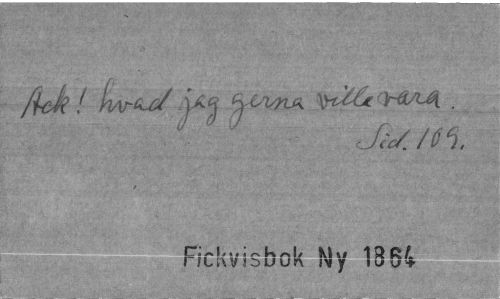 Ack! hvad jag gerna ville vara.
Sid. 109.
Fickvisbok Ny 1864